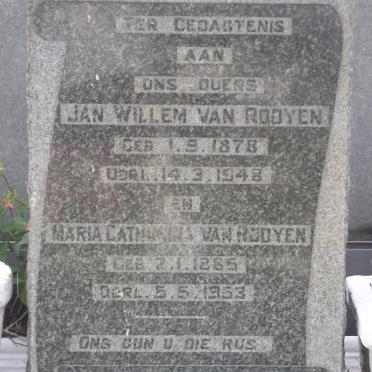 TER GEDAGTENIS
AAN
ONS OUERS
JAN WILLEM VAN ROOYEN
GEB 1.9.1878
OORL. 14.3.1948
EN
MARIA CATHARINA VAN ROOYEN
GEB 2.1.1885
OORL. 5.5.1953
ONS GUN U DIE RUS.